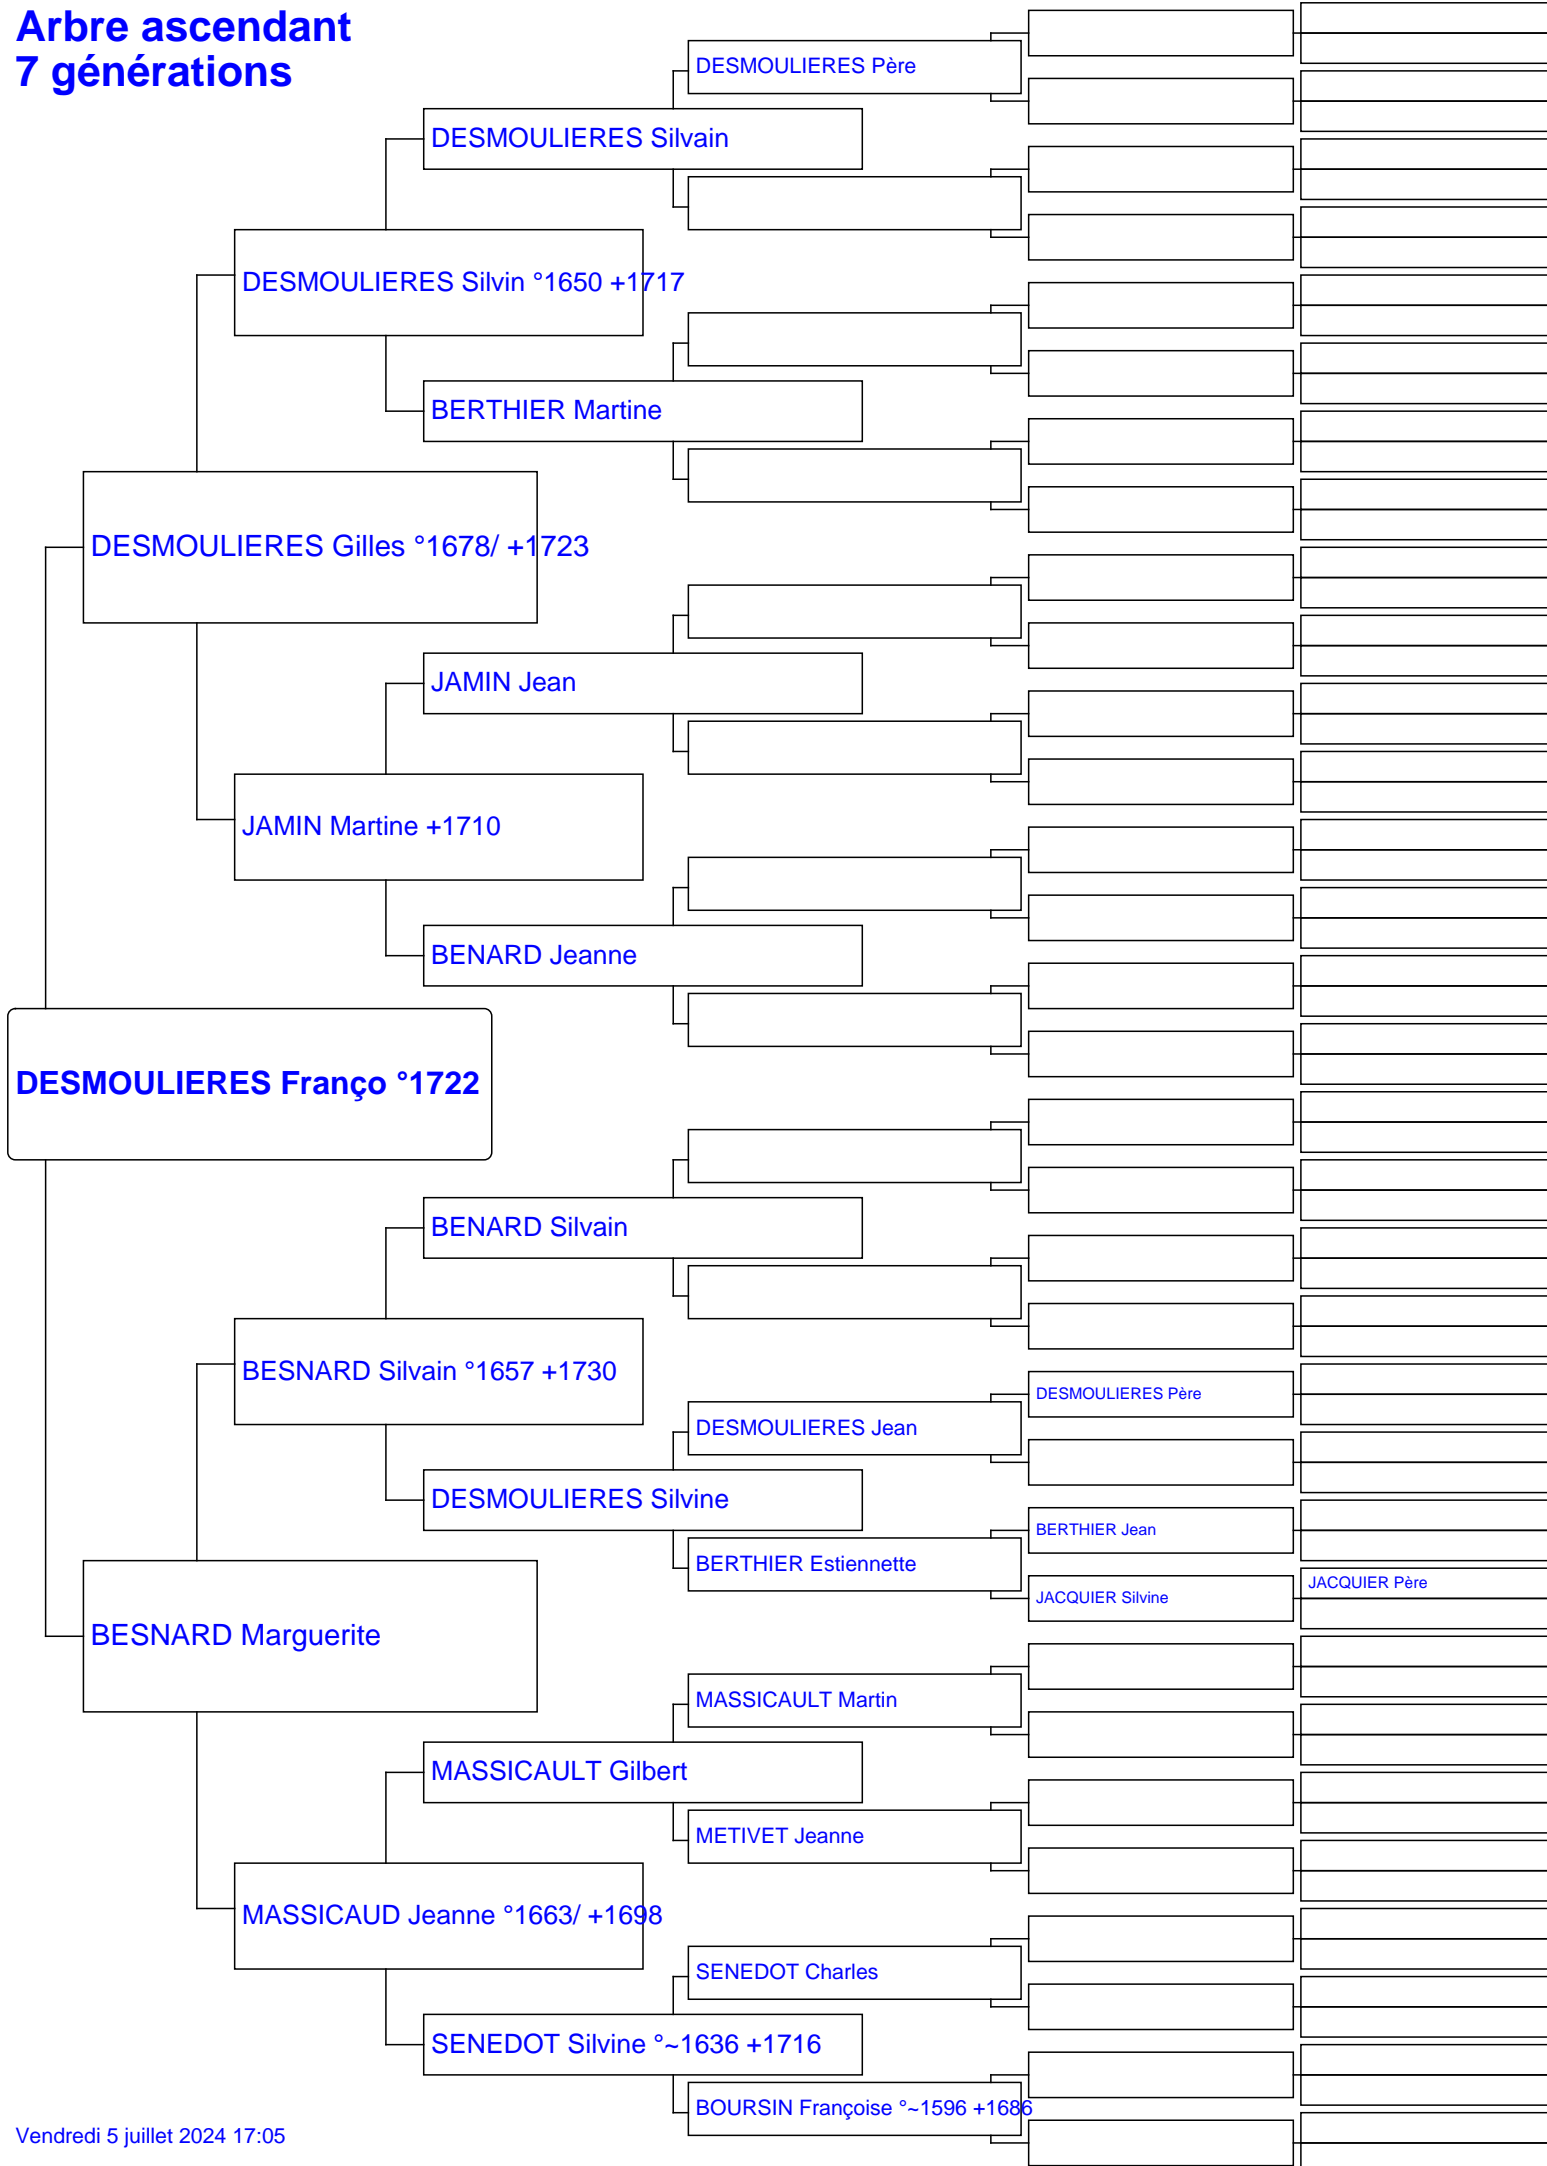 Arbre ascendant
7 générations
DESMOULIERES Père
DESMOULIERES Silvain
DESMOULIERES Silvin °1650 +1717
BERTHIER Martine
DESMOULIERES Gilles °1678/ +1723
JAMIN Jean
JAMIN Martine +1710
BENARD Jeanne
DESMOULIERES Franço °1722
BENARD Silvain
BESNARD Silvain °1657 +1730
DESMOULIERES Père
DESMOULIERES Jean
DESMOULIERES Silvine
BERTHIER Jean
BERTHIER Estiennette
JACQUIER Père
JACQUIER Silvine
BESNARD Marguerite
MASSICAULT Martin
MASSICAULT Gilbert
METIVET Jeanne
MASSICAUD Jeanne °1663/ +1698
SENEDOT Charles
SENEDOT Silvine °~1636 +1716
BOURSIN Françoise °~1596 +1686
Vendredi 5 juillet 2024 17:05